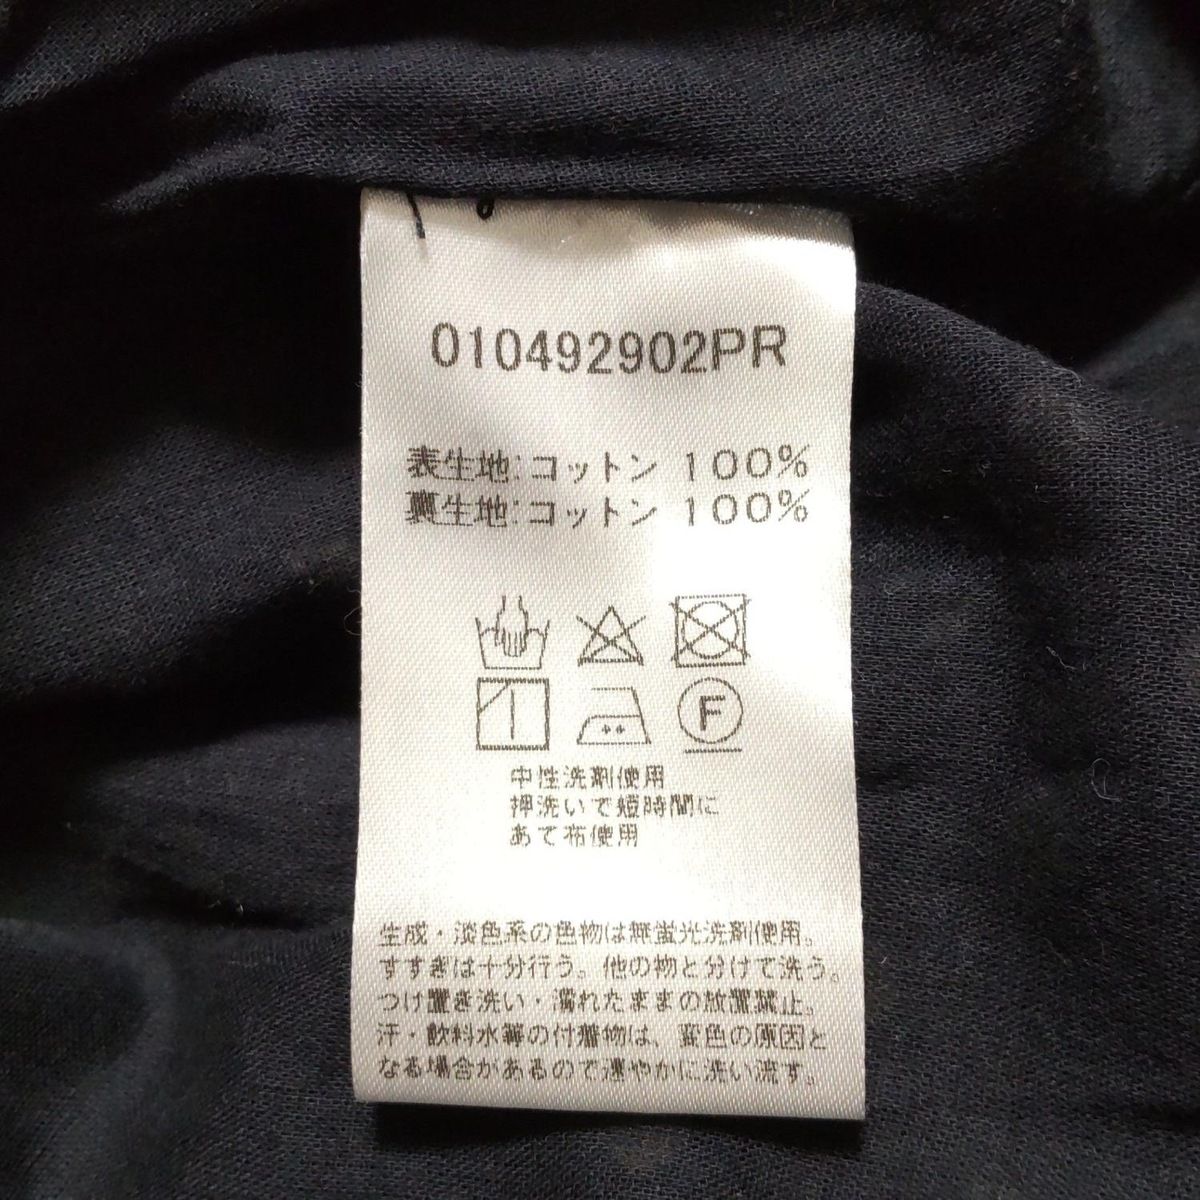 010492902PR
表生地:コットン 100%
裏生地:コットン 100%
F
中性洗剤使用
押洗いで短時間に
あて布使用
生成・淡色系の色物は無蛍光洗剤使用。
すすぎは十分行う。他の物と分けて洗う。
つけ置き洗い・濡れたままの放置禁止。
汗・飲料水等の付着物は、変色の原因と
なる場合があるので速やかに洗い流す。